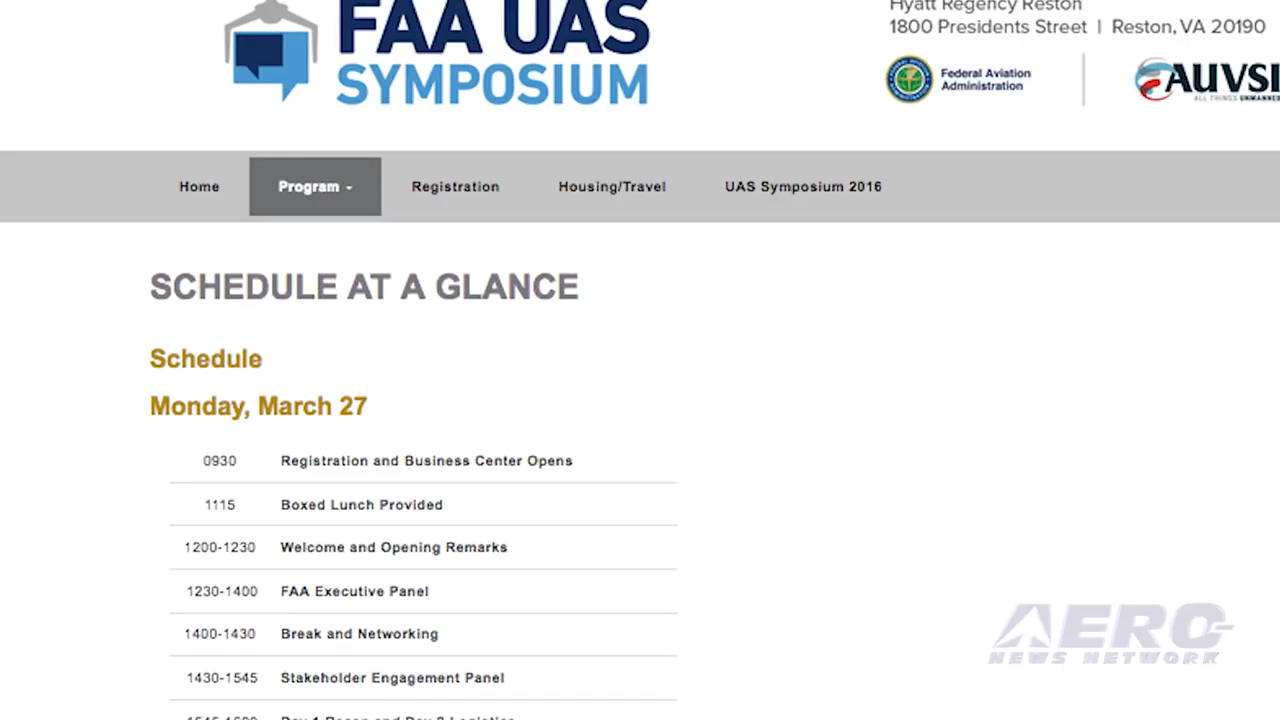 FAA UAS
SYMPOSIUM
Hyatt Regency Reston
1800 Presidents Street | Reston, VA 20190
Federal Aviation
Administration
AUVSI
ALL THINGS UNMANNED
Home
Program
Registration
Housing/Travel
UAS Symposium 2016
SCHEDULE AT A GLANCE
Schedule
Monday, March 27
0930 Registration and Business Center Opens
1115 Boxed Lunch Provided
1200-1230 Welcome and Opening Remarks
1230-1400 FAA Executive Panel
1400-1430 Break and Networking
1430-1545 Stakeholder Engagement Panel
AERO
NEWS NETWORK